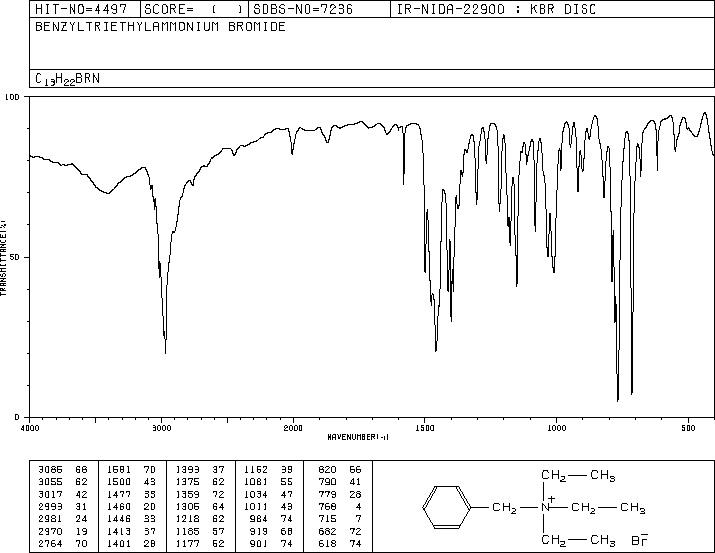 HIT-NO=4497 SCORE= ( ) SDBS-NO=7236 IR-NIDA-22900 : KBR DISC
BENZYLTRIETHYLAMMONIUM BROMIDE
C13H22BRN
100
50
0
TRANSMITTANCE(%)
4000 3000 2000 1500 1000 500
WAVENUMBER(-1)
3085 68 1581 70 1393 37 1152 39 820 66
3055 62 1500 43 1375 62 1081 55 790 41
3017 42 1477 35 1359 72 1034 47 779 28
2993 31 1460 20 1305 64 1011 43 768 4
2981 24 1446 33 1218 62 984 74 715 7
2970 19 1413 37 1185 57 919 68 682 72
2764 70 1401 28 1177 52 901 74 618 74
CH2—CH3
CH2—N+—CH2—CH3
CH2—CH3 Br-